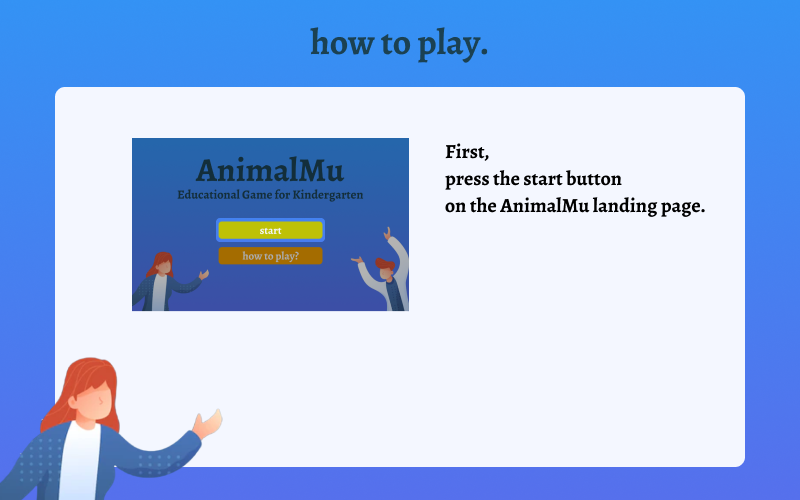 how to play.
AnimalMu
Educational Game for Kindergarten
start
how to play?
First,
press the start button
on the AnimalMu landing page.